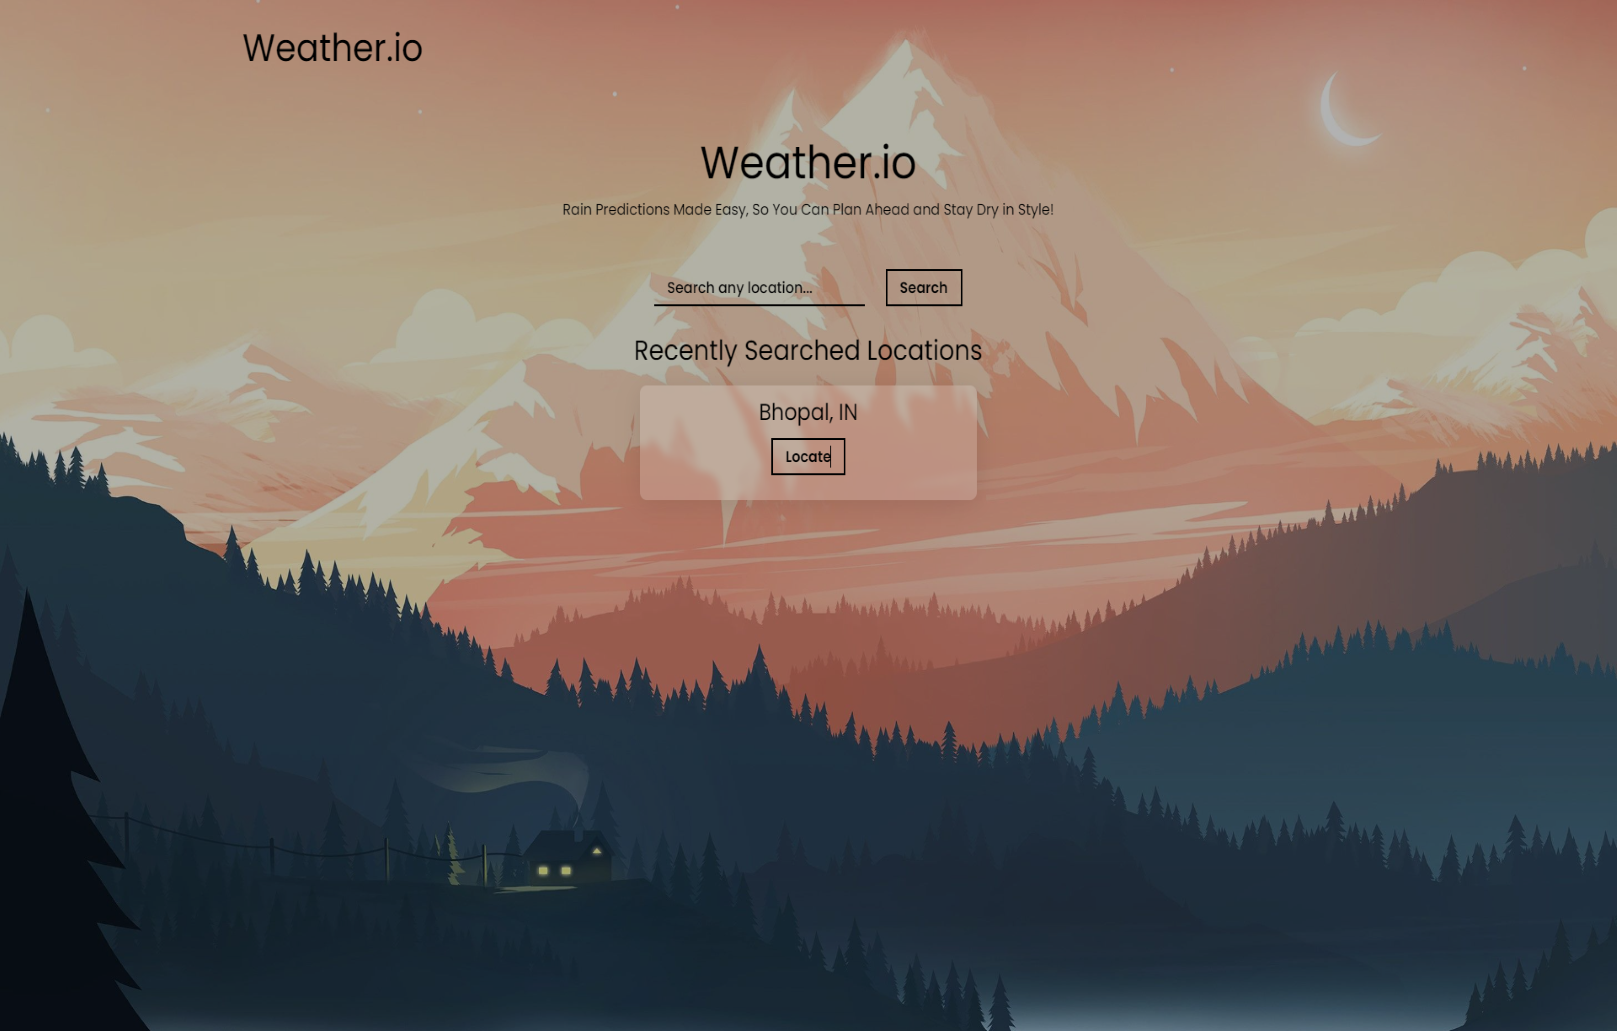 Weather.io
Weather.io
Rain Predictions Made Easy, So You Can Plan Ahead and Stay Dry in Style!
Search any location...
Search
Recently Searched Locations
Bhopal, IN
Locate